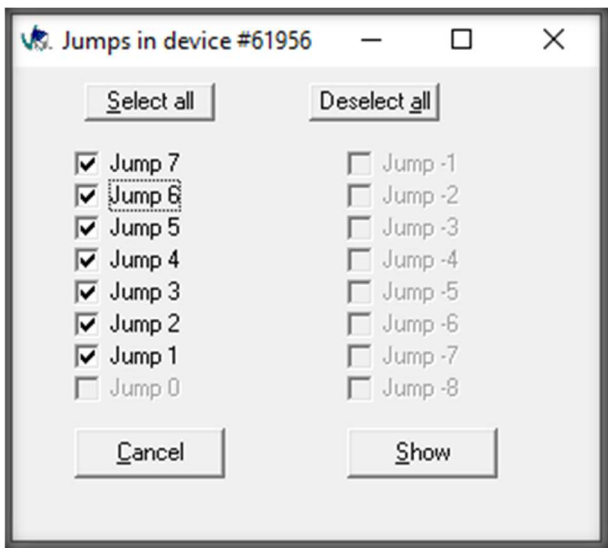 Jumps in device #61956
Select all Deselect all
Jump 7 Jump -1
Jump 6 Jump -2
Jump 5 Jump -3
Jump 4 Jump -4
Jump 3 Jump -5
Jump 2 Jump -6
Jump 1 Jump -7
Jump 0 Jump -8
Cancel Show